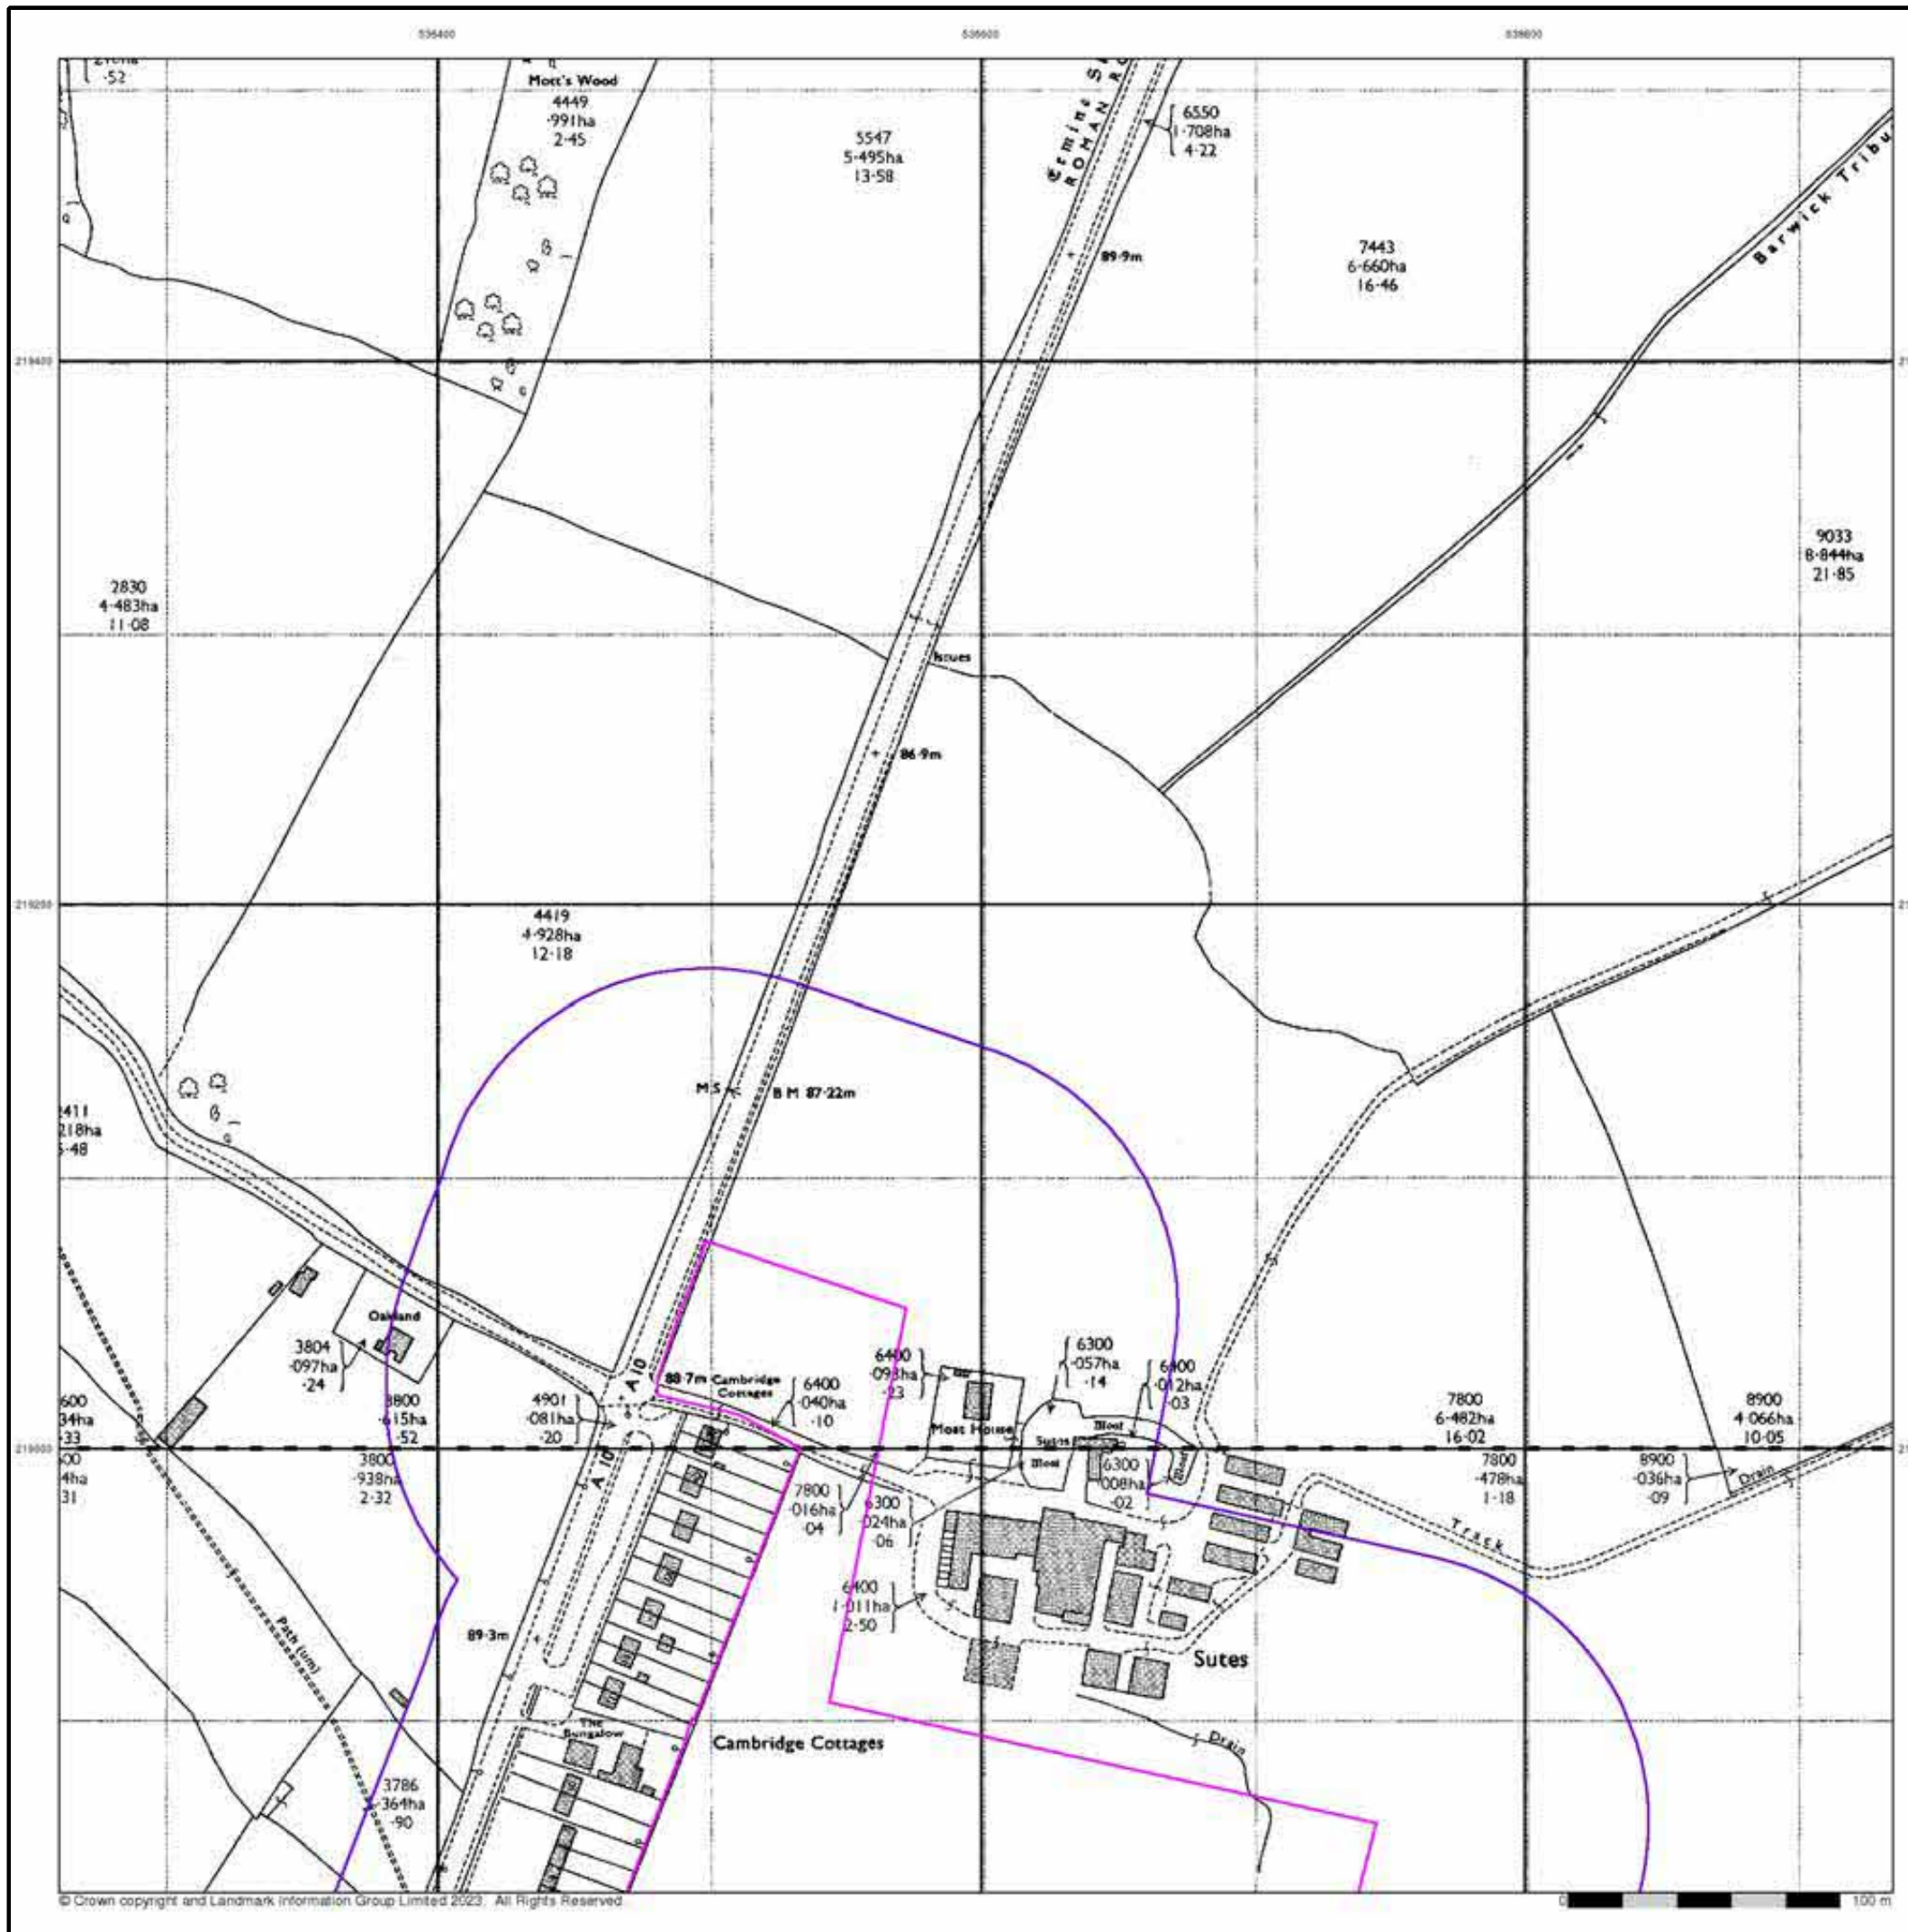 536400
536600
536800
·52
Mott's Wood
4449
·991ha
2·45
5547
5·495ha
13·58
Ermine
ROMAN
6550
1·708ha
4·22
7443
6·660ha
16·46
Barwick
89·9m
219400
9033
8·844ha
21·85
2830
4·483ha
11·08
Issues
86·9m
219200
4419
4·928ha
12·18
M S
B M 87·22m
Oakland
3804
·097ha
·24
3800
·615ha
·52
A 10
88·7m
Cambridge
Cottages
6400
·040ha
·10
6400
·093ha
·23
Moat House
6300
·057ha
·14
6400
·012ha
·03
Moat
Sutes
Moat
Moat
7800
6·482ha
16·02
8900
4·066ha
10·05
4901
·081ha
·20
219000
3800
·938ha
2·32
A 10
7800
·016ha
·04
6300
·024ha
·06
6300
·008ha
·02
7800
·478ha
1·18
8900
·036ha
·09
Drain
Track
6400
1·011ha
2·50
Path (um)
89·3m
Sutes
The
Bungalow
Cambridge Cottages
Drain
3786
·364ha
·90
© Crown copyright and Landmark Information Group Limited 2023. All Rights Reserved.
0
100 m